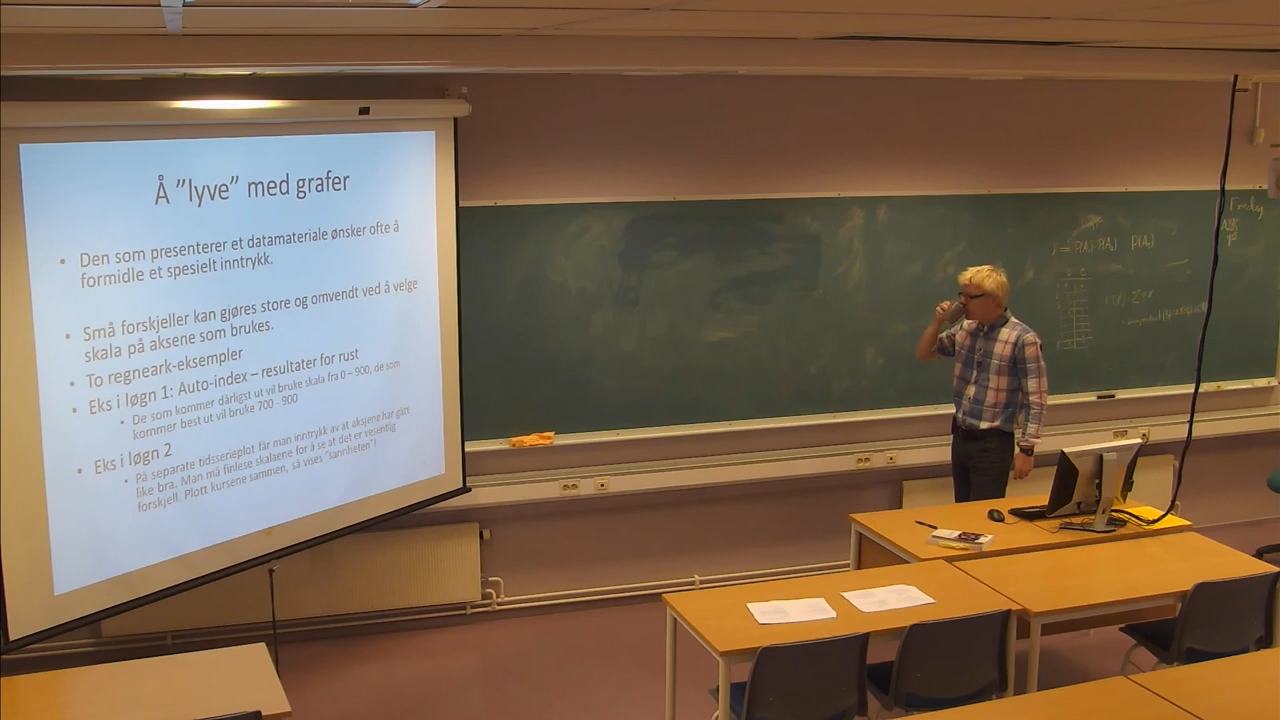 Å ”lyve” med grafer
• Den som presenterer et datamateriale ønsker ofte å
formidle et spesielt inntrykk.
• Små forskjeller kan gjøres store og omvendt ved å velge
skala på aksene som brukes.
• To regneark-eksempler
• Eks i løgn 1: Auto-index – resultater for rust
• De som kommer dårligst ut vil bruke skala fra 0 – 900, de som
kommer best ut vil bruke 700 - 900
• Eks i løgn 2
• På separate tidsserieplot får man inntrykk av at aksjene har gått
like bra. Man må finlese skalaene for å se at det er vesentlig
forskjell. Plott kursene sammen, så vises ”sannheten”!
Fredag